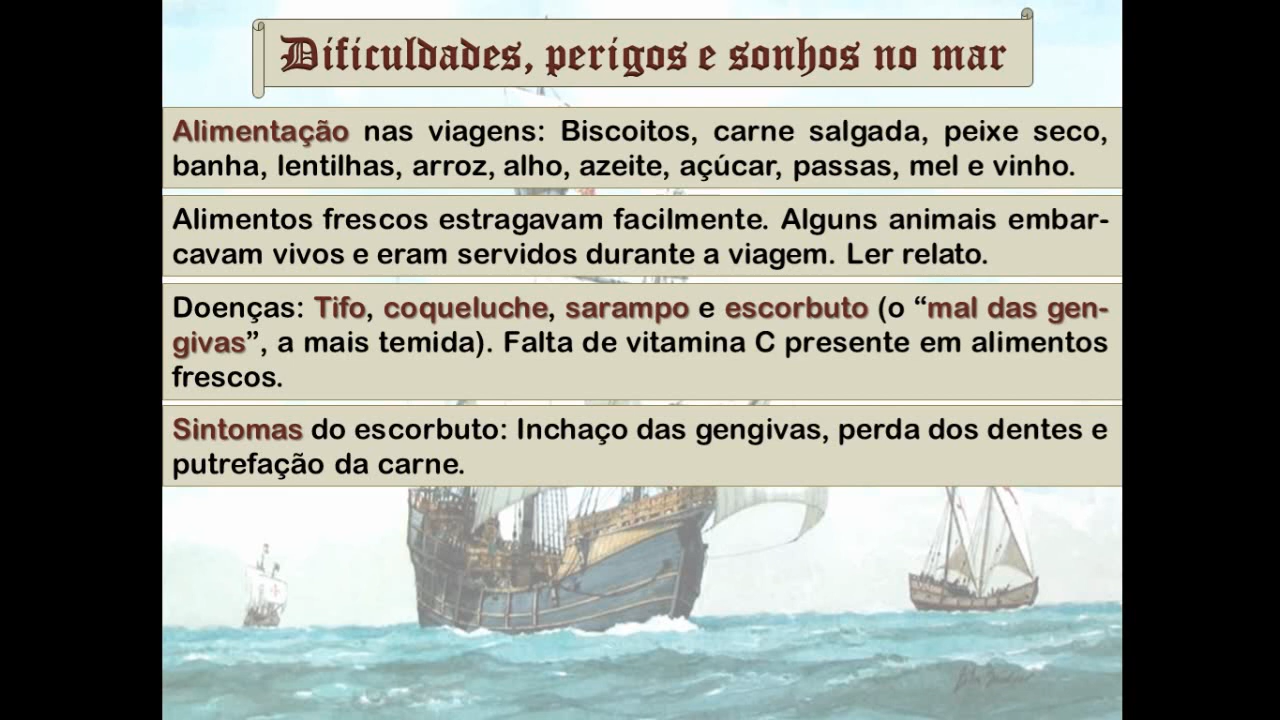 Dificuldades, perigos e sonhos no mar
Alimentação nas viagens: Biscoitos, carne salgada, peixe seco,
banha, lentilhas, arroz, alho, azeite, açúcar, passas, mel e vinho.
Alimentos frescos estragavam facilmente. Alguns animais embar-
cavam vivos e eram servidos durante a viagem. Ler relato.
Doenças: Tifo, coqueluche, sarampo e escorbuto (o “mal das gen-
givas”, a mais temida). Falta de vitamina C presente em alimentos
frescos.
Sintomas do escorbuto: Inchaço das gengivas, perda dos dentes e
putrefação da carne.